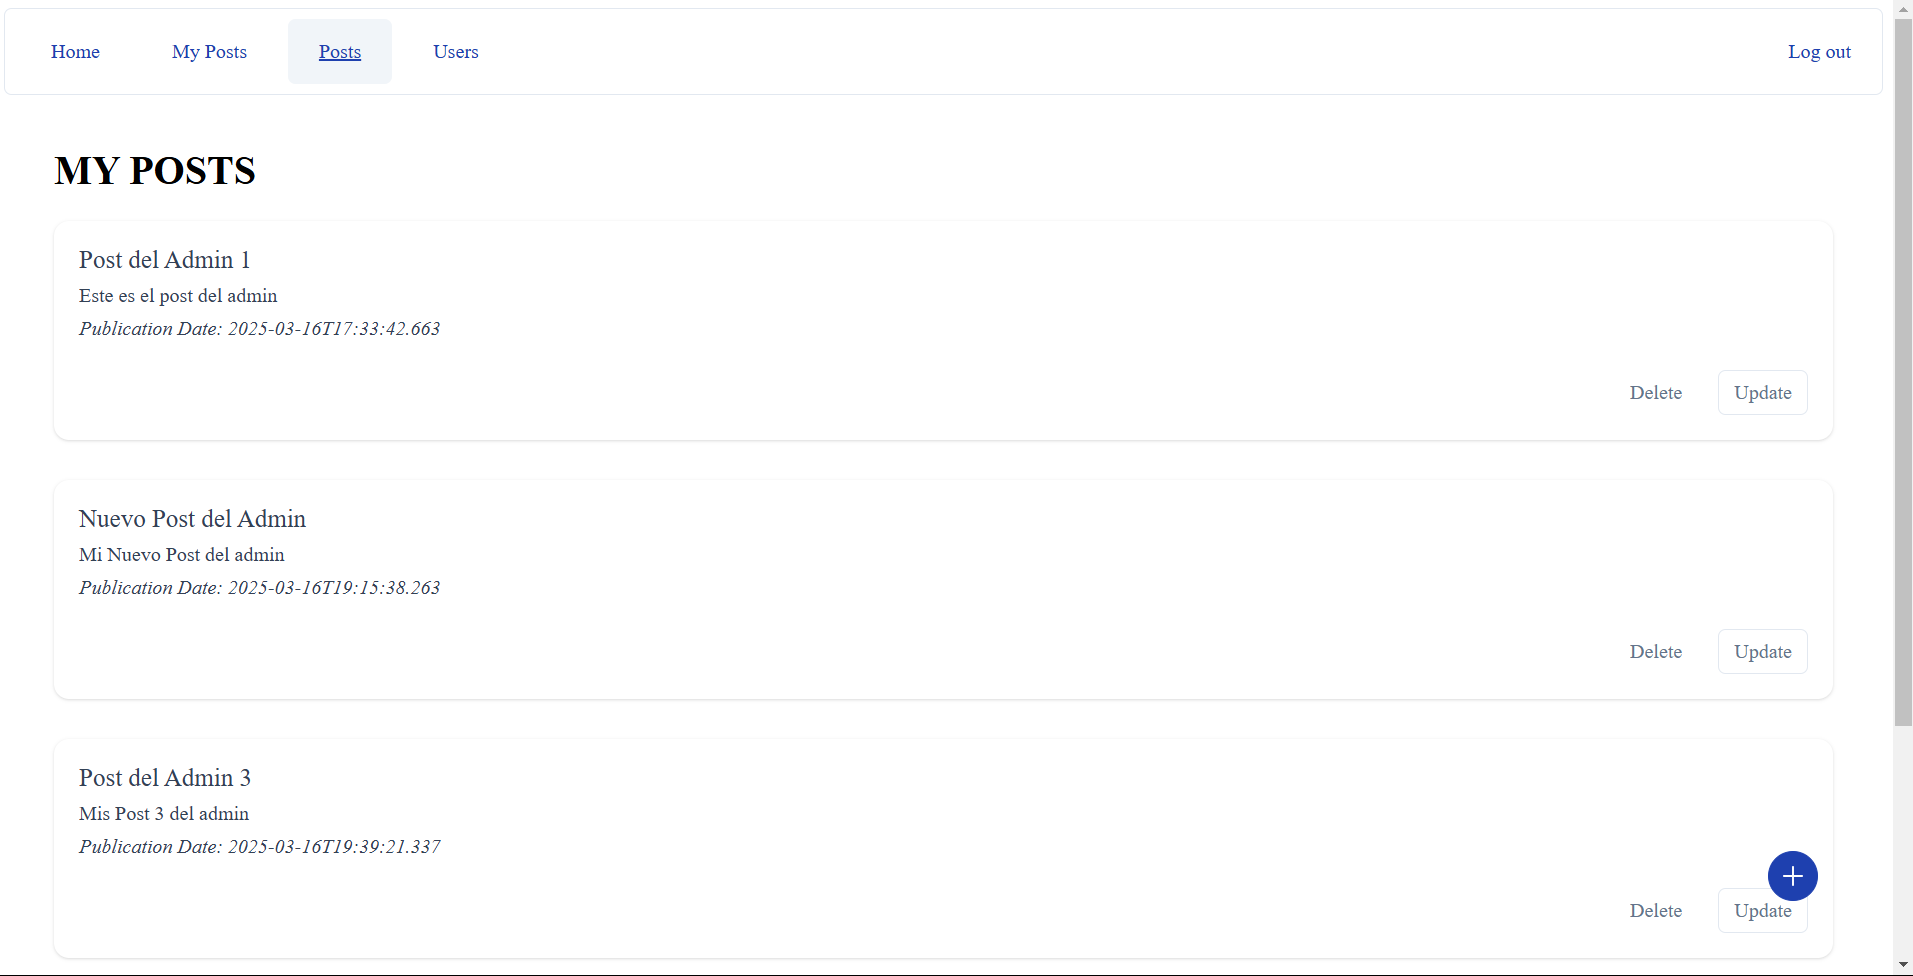 Home
My Posts
Posts
Users
Log out
MY POSTS
Post del Admin 1
Este es el post del admin
Publication Date: 2025-03-16T17:33:42.663
Delete
Update
Nuevo Post del Admin
Mi Nuevo Post del admin
Publication Date: 2025-03-16T19:15:38.263
Delete
Update
Post del Admin 3
Mis Post 3 del admin
Publication Date: 2025-03-16T19:39:21.337
Delete
Update